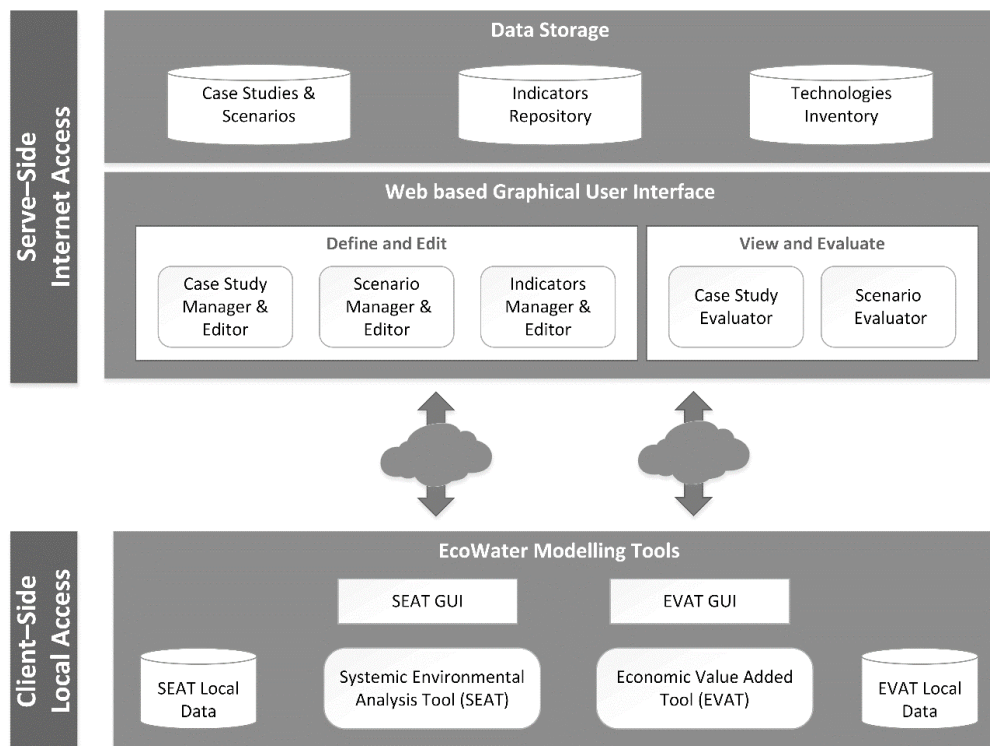 Serve–Side
Internet Access
Data Storage
Case Studies &
Scenarios
Indicators
Repository
Technologies
Inventory
Web based Graphical User Interface
Define and Edit
Case Study
Manager &
Editor
Scenario
Manager &
Editor
Indicators
Manager &
Editor
View and Evaluate
Case Study
Evaluator
Scenario
Evaluator
Client–Side
Local Access
EcoWater Modelling Tools
SEAT GUI
EVAT GUI
SEAT Local
Data
Systemic Environmental
Analysis Tool (SEAT)
Economic Value Added
Tool (EVAT)
EVAT Local
Data